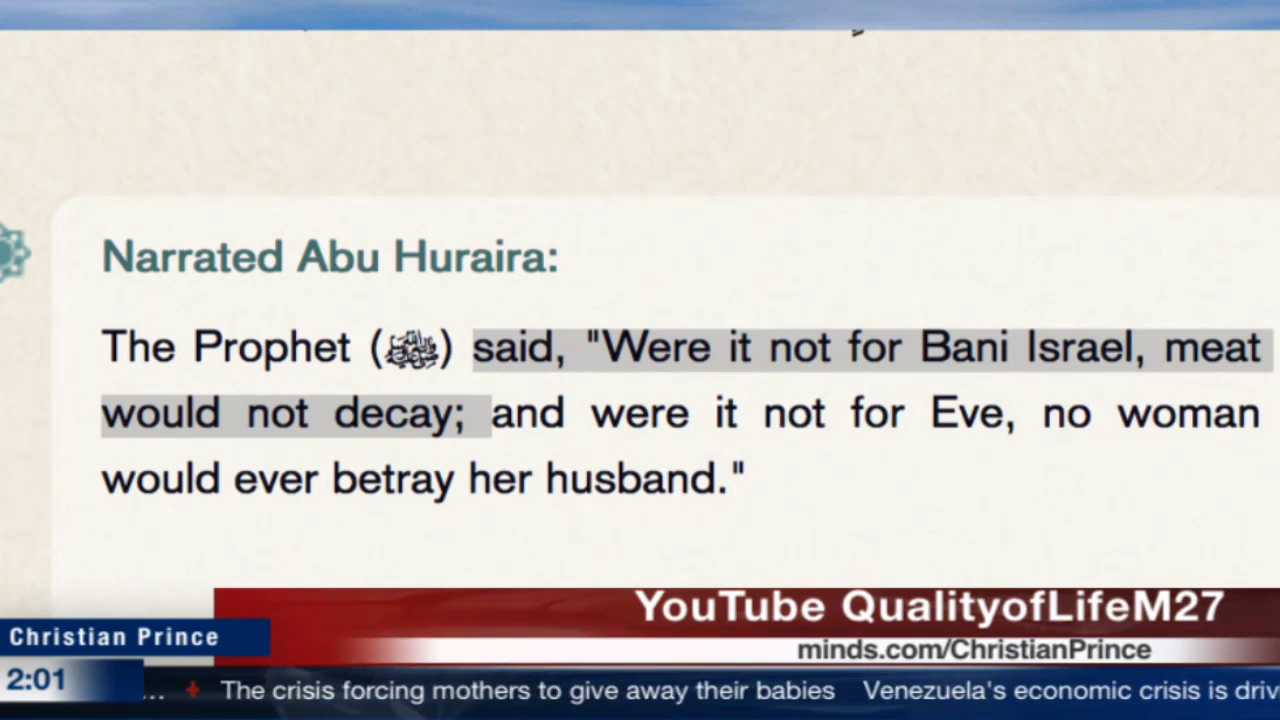 Narrated Abu Huraira:
The Prophet (ﷺ) said, "Were it not for Bani Israel, meat
would not decay; and were it not for Eve, no woman
would ever betray her husband."
YouTube QualityofLifeM27
Christian Prince
minds.com/ChristianPrince
2:01
... The crisis forcing mothers to give away their babies Venezuela's economic crisis is driv